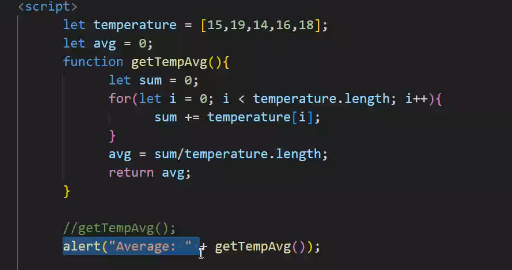 <script>
let temperature = [15,19,14,16,18];
let avg = 0;
function getTempAvg(){
let sum = 0;
for(let i = 0; i < temperature.length; i++){
sum += temperature[i];
}
avg = sum/temperature.length;
return avg;
}
//getTempAvg();
alert("Average: " + getTempAvg());